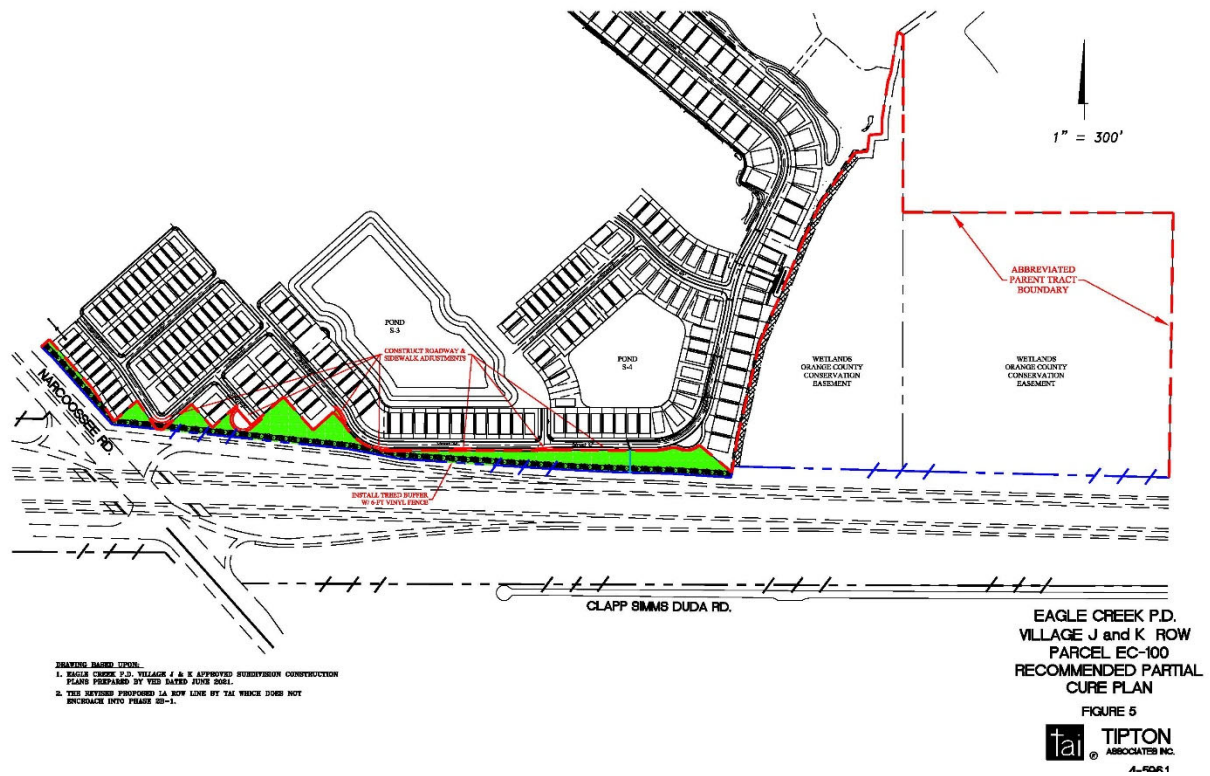 1" = 300'
ABBREVIATED
PARENT TRACT
BOUNDARY
POND
S-3
CONSTRUCT ROADWAY &
SIDEWALK ADJUSTMENTS
POND
S-4
WETLANDS
ORANGE COUNTY
CONSERVATION
EASEMENT
WETLANDS
ORANGE COUNTY
CONSERVATION
EASEMENT
NARCOOSSEE RD
INSTALL TREED BUFFER
W/ 6-FT VINYL FENCE
CLAPP SIMMS DUDA RD.
DRAWING BASED UPON:
1. EAGLE CREEK P.D. VILLAGE J & K APPROVED SUBDIVISION CONSTRUCTION
PLANS PREPARED BY VHB DATED JUNE 2021.
2. THE REVISED PROPOSED LA ROW LINE BY TAI WHICH DOES NOT
ENCROACH INTO PHASE 2B-1.
EAGLE CREEK P.D.
VILLAGE J and K ROW
PARCEL EC-100
RECOMMENDED PARTIAL
CURE PLAN
FIGURE 5
tai ® TIPTON
ASSOCIATES INC.
4-5961